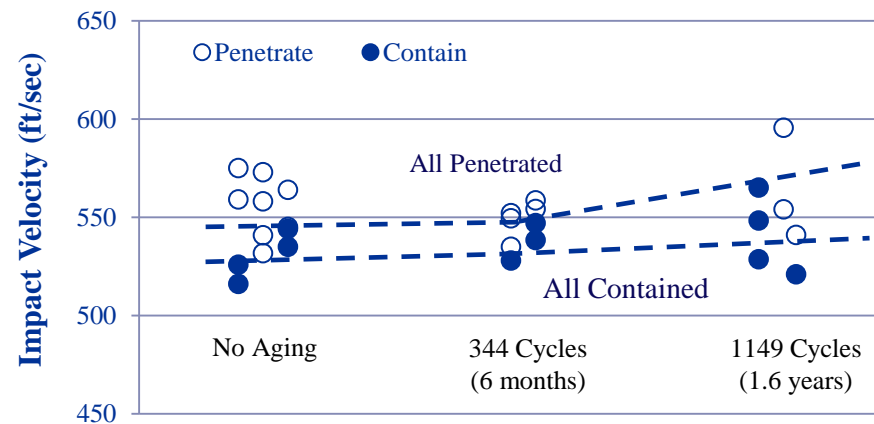 650
600
550
500
450
Impact Velocity (ft/sec)
Penetrate
Contain
All Penetrated
All Contained
No Aging
344 Cycles
(6 months)
1149 Cycles
(1.6 years)